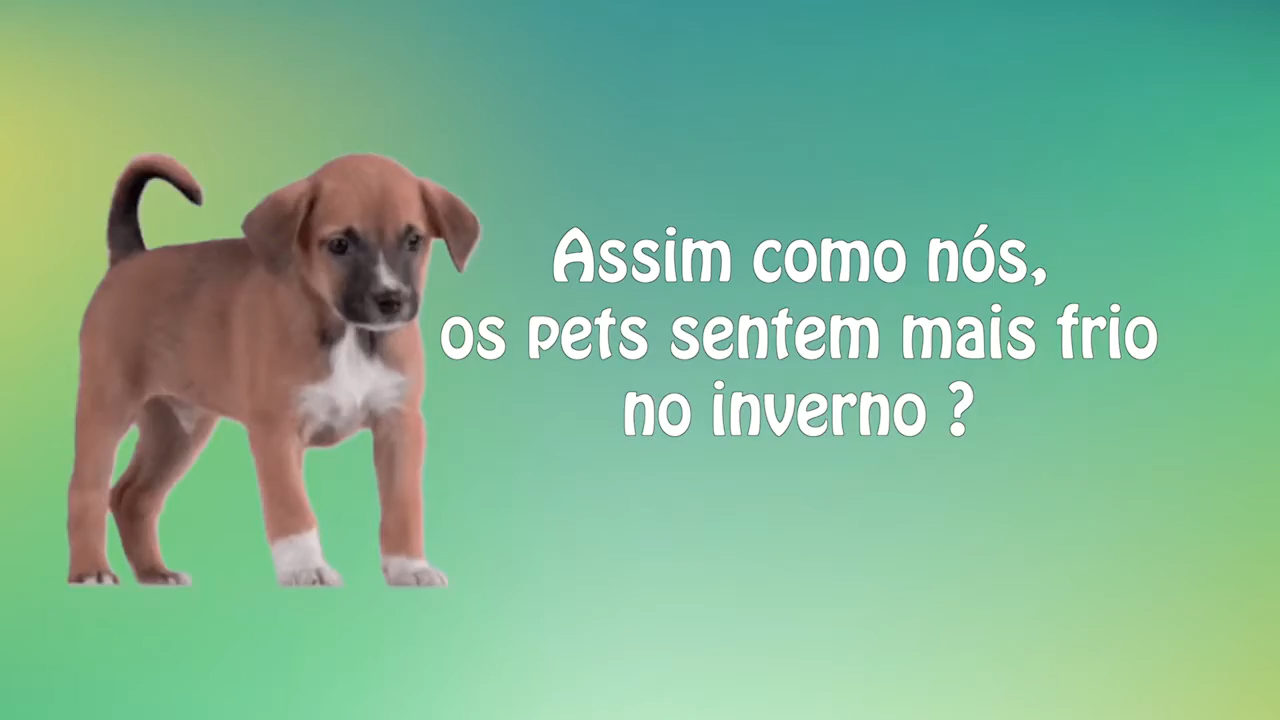 Assim como nós,
os pets sentem mais frio
no inverno ?